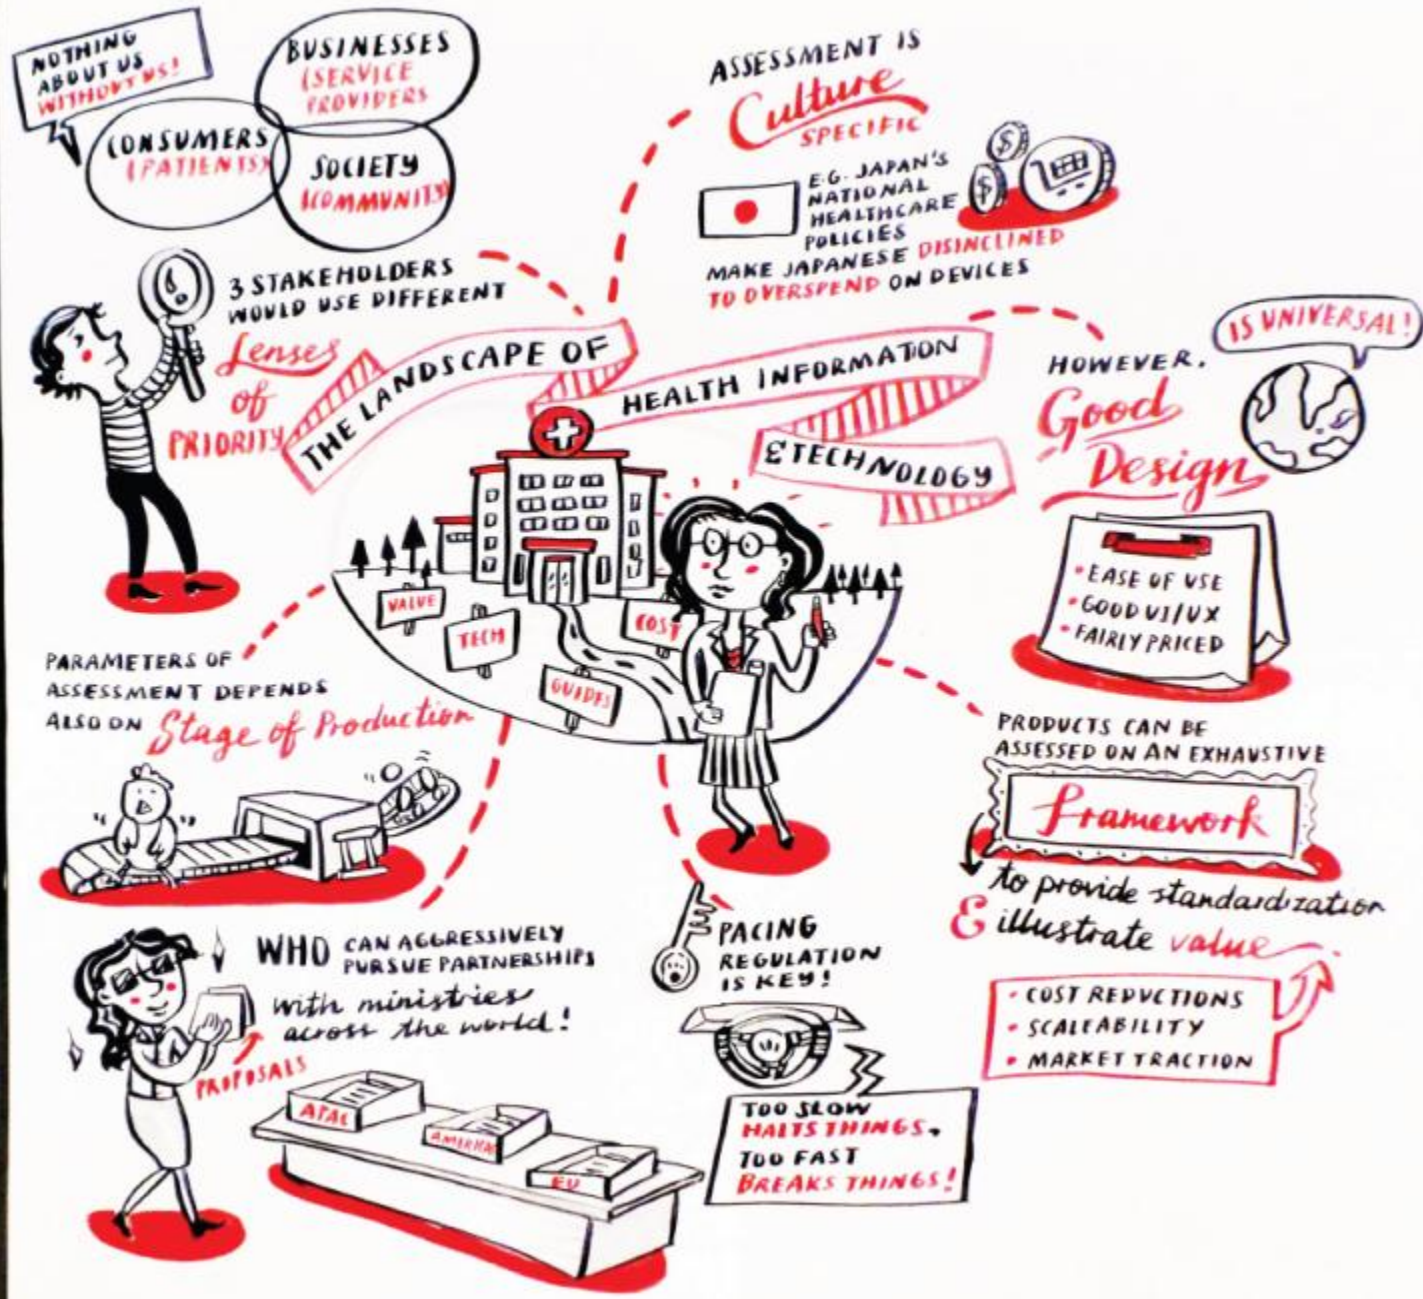 NOTHING
ABOUT US
WITHOUT US!
BUSINESSES
(SERVICE
PROVIDERS
CONSUMERS
(PATIENTS)
SOCIETY
(COMMUNITY)
3 STAKEHOLDERS
WOULD USE DIFFERENT
Lenses
of
PRIORITY
ASSESSMENT IS
Culture
SPECIFIC
E.G. JAPAN'S
NATIONAL
HEALTHCARE
POLICIES
MAKE JAPANESE DISINCLINED
TO OVERSPEND ON DEVICES
$
$
THE LANDSCAPE OF
HEALTH INFORMATION
& TECHNOLOGY
IS UNIVERSAL!
HOWEVER,
Good
Design
• EASE OF USE
• GOOD UI/UX
• FAIRLY PRICED
VALUE
TECH
COST
GUIDES
PARAMETERS OF
ASSESSMENT DEPENDS
ALSO ON Stage of Production
PRODUCTS CAN BE
ASSESSED ON AN EXHAUSTIVE
framework
to provide standardization
& illustrate value
• COST REDUCTIONS
• SCALEABILITY
• MARKET TRACTION
WHO CAN AGGRESSIVELY
PURSUE PARTNERSHIPS
with ministries
across the world!
PROPOSALS
APAC
AMERICAS
EU
PACING
REGULATION
IS KEY!
TOO SLOW
HALTS THINGS,
TOO FAST
BREAKS THINGS!